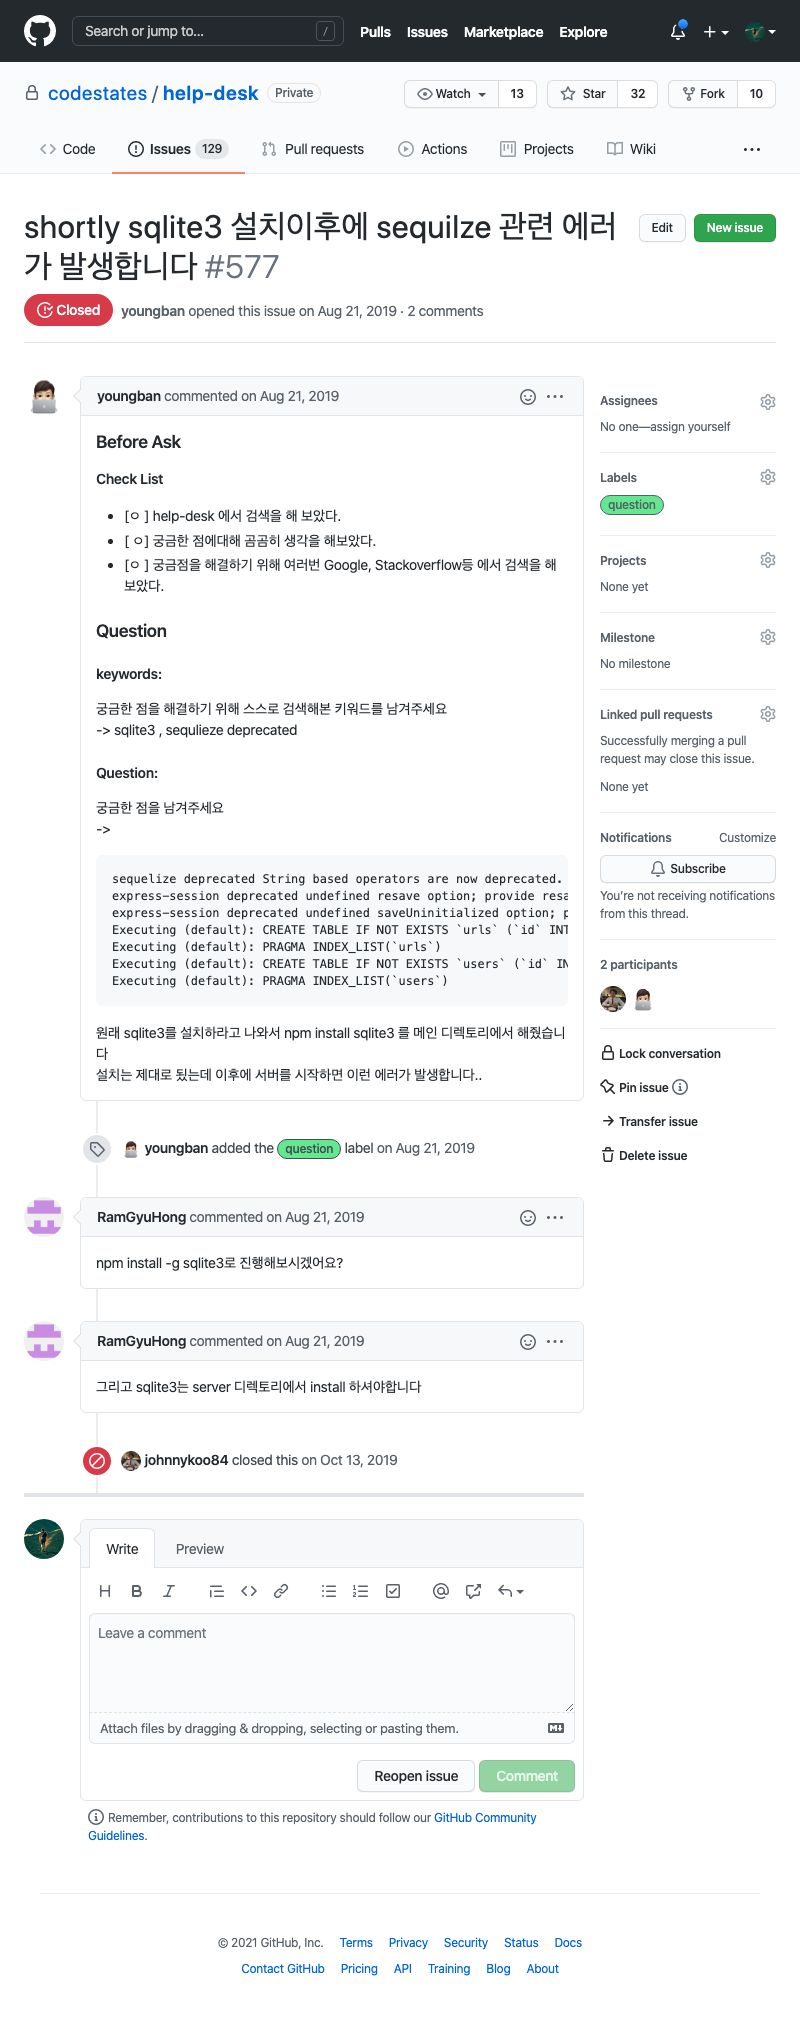 Search or jump to... /
Pulls Issues Marketplace Explore
codestates / help-desk Private
Watch 13 Star 32 Fork 10
Code Issues 129 Pull requests Actions Projects Wiki
shortly sqlite3 설치이후에 sequilze 관련 에러
가 발생합니다 #577
Edit New issue
Closed youngban opened this issue on Aug 21, 2019 · 2 comments
youngban commented on Aug 21, 2019
Before Ask
Check List
• [ㅇ ] help-desk 에서 검색을 해 보았다.
• [ ㅇ] 궁금한 점에대해 곰곰히 생각을 해보았다.
• [ㅇ ] 궁금점을 해결하기 위해 여러번 Google, Stackoverflow등 에서 검색을 해
보았다.
Question
keywords:
궁금한 점을 해결하기 위해 스스로 검색해본 키워드를 남겨주세요
-> sqlite3 , sequlieze deprecated
Question:
궁금한 점을 남겨주세요
->
sequelize deprecated String based operators are now deprecated.
express-session deprecated undefined resave option; provide resa
express-session deprecated undefined saveUninitialized option; p
Executing (default): CREATE TABLE IF NOT EXISTS `urls` (`id` INT
Executing (default): PRAGMA INDEX_LIST(`urls`)
Executing (default): CREATE TABLE IF NOT EXISTS `users` (`id` IN
Executing (default): PRAGMA INDEX_LIST(`users`)
원래 sqlite3를 설치하라고 나와서 npm install sqlite3 를 메인 디렉토리에서 해줬습니
다
설치는 제대로 됬는데 이후에 서버를 시작하면 이런 에러가 발생합니다..
youngban added the question label on Aug 21, 2019
RamGyuHong commented on Aug 21, 2019
npm install -g sqlite3로 진행해보시겠어요?
RamGyuHong commented on Aug 21, 2019
그리고 sqlite3는 server 디렉토리에서 install 하셔야합니다
johnnykoo84 closed this on Oct 13, 2019
Assignees
No one—assign yourself
Labels
question
Projects
None yet
Milestone
No milestone
Linked pull requests
Successfully merging a pull
request may close this issue.
None yet
Notifications Customize
Subscribe
You're not receiving notifications
from this thread.
2 participants
Lock conversation
Pin issue
Transfer issue
Delete issue
Write Preview
H B I
Leave a comment
Attach files by dragging & dropping, selecting or pasting them.
Reopen issue Comment
Remember, contributions to this repository should follow our GitHub Community
Guidelines.
© 2021 GitHub, Inc. Terms Privacy Security Status Docs
Contact GitHub Pricing API Training Blog About